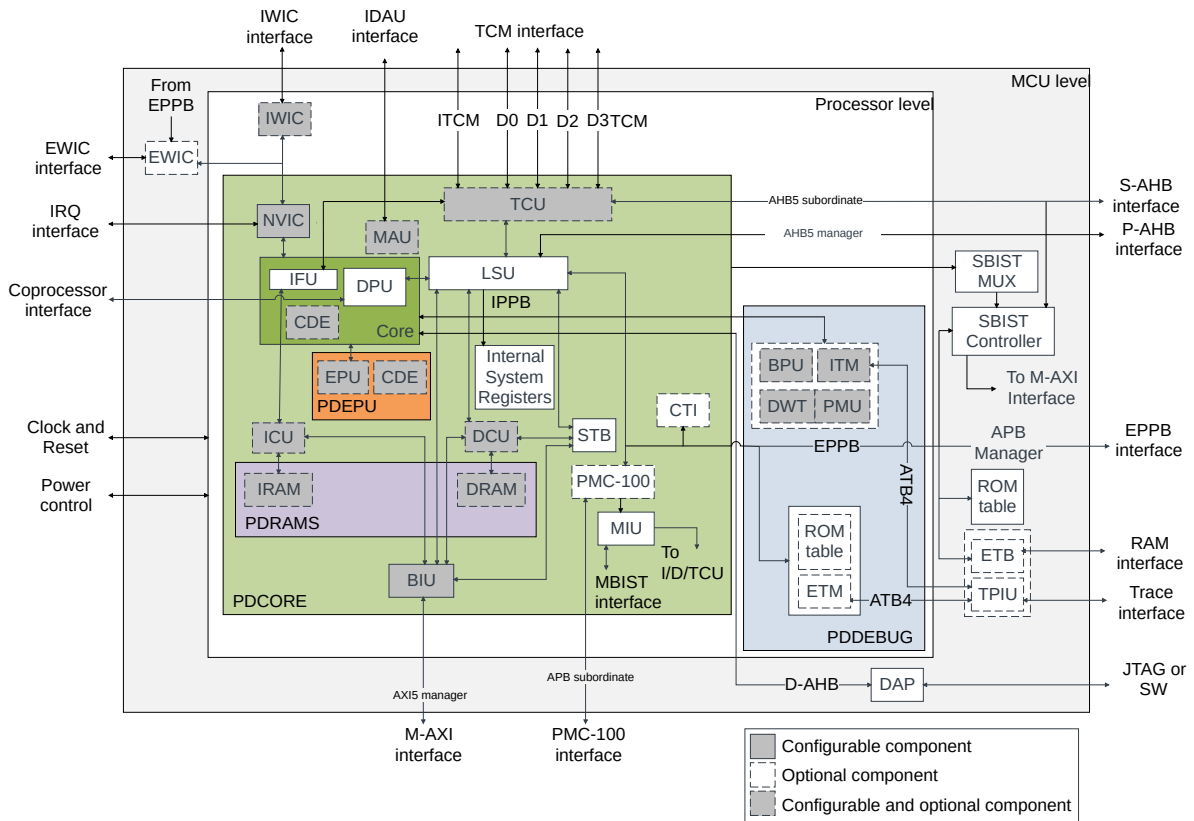 IWIC
interface
IDAU
interface
TCM interface
MCU level
From
EPPB
Processor level
IWIC
ITCM
D0
D1
D2
D3TCM
EWIC
interface
EWIC
S-AHB
interface
TCU
AHB5 subordinate
IRQ
interface
NVIC
MAU
AHB5 manager
P-AHB
interface
LSU
SBIST
MUX
IFU
DPU
Coprocessor
interface
IPPB
CDE
Core
SBIST
Controller
Internal
System
Registers
BPU
ITM
EPU
CDE
PDEPU
To M-AXI
Interface
CTI
DWT
PMU
Clock and
Reset
ICU
DCU
STB
EPPB
APB
Manager
EPPB
interface
ATB4
Power
control
IRAM
DRAM
PDRAMS
PMC-100
ROM
table
MIU
To
I/D/TCU
ROM
table
ETB
RAM
interface
BIU
MBIST
interface
PDCORE
ETM
ATB4
TPIU
Trace
interface
PDDEBUG
AXI5 manager
APB subordinate
D-AHB
DAP
JTAG or
SW
M-AXI
interface
PMC-100
interface
Configurable component
Optional component
Configurable and optional component